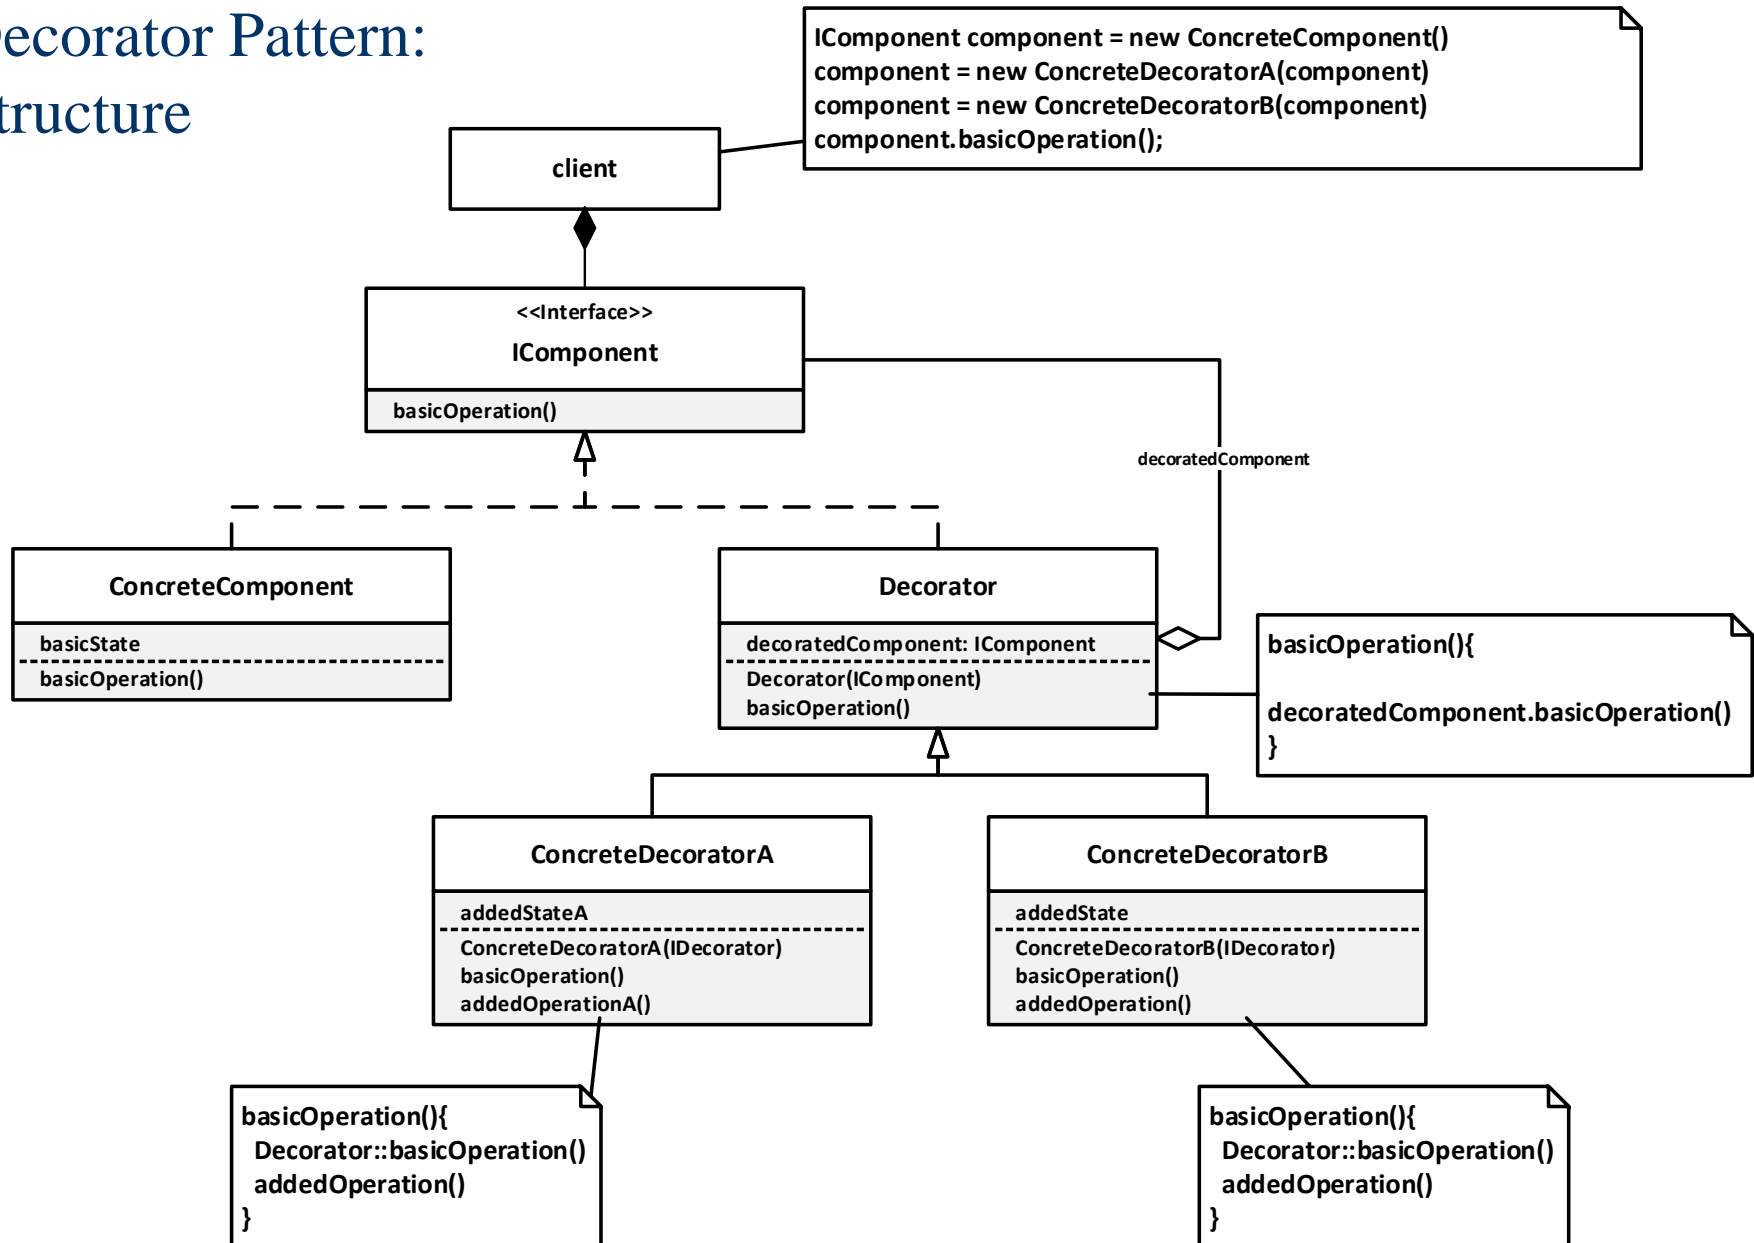 ecorator Pattern:
tructure
IComponent component = new ConcreteComponent()
component = new ConcreteDecoratorA(component)
component = new ConcreteDecoratorB(component)
component.basicOperation();
client
<<Interface>>
IComponent
basicOperation()
decoratedComponent
ConcreteComponent
basicState
basicOperation()
Decorator
decoratedComponent: IComponent
Decorator(IComponent)
basicOperation()
basicOperation(){
decoratedComponent.basicOperation()
}
ConcreteDecoratorA
addedStateA
ConcreteDecoratorA(IDecorator)
basicOperation()
addedOperationA()
ConcreteDecoratorB
addedState
ConcreteDecoratorB(IDecorator)
basicOperation()
addedOperation()
basicOperation(){
Decorator::basicOperation()
addedOperation()
}
basicOperation(){
Decorator::basicOperation()
addedOperation()
}